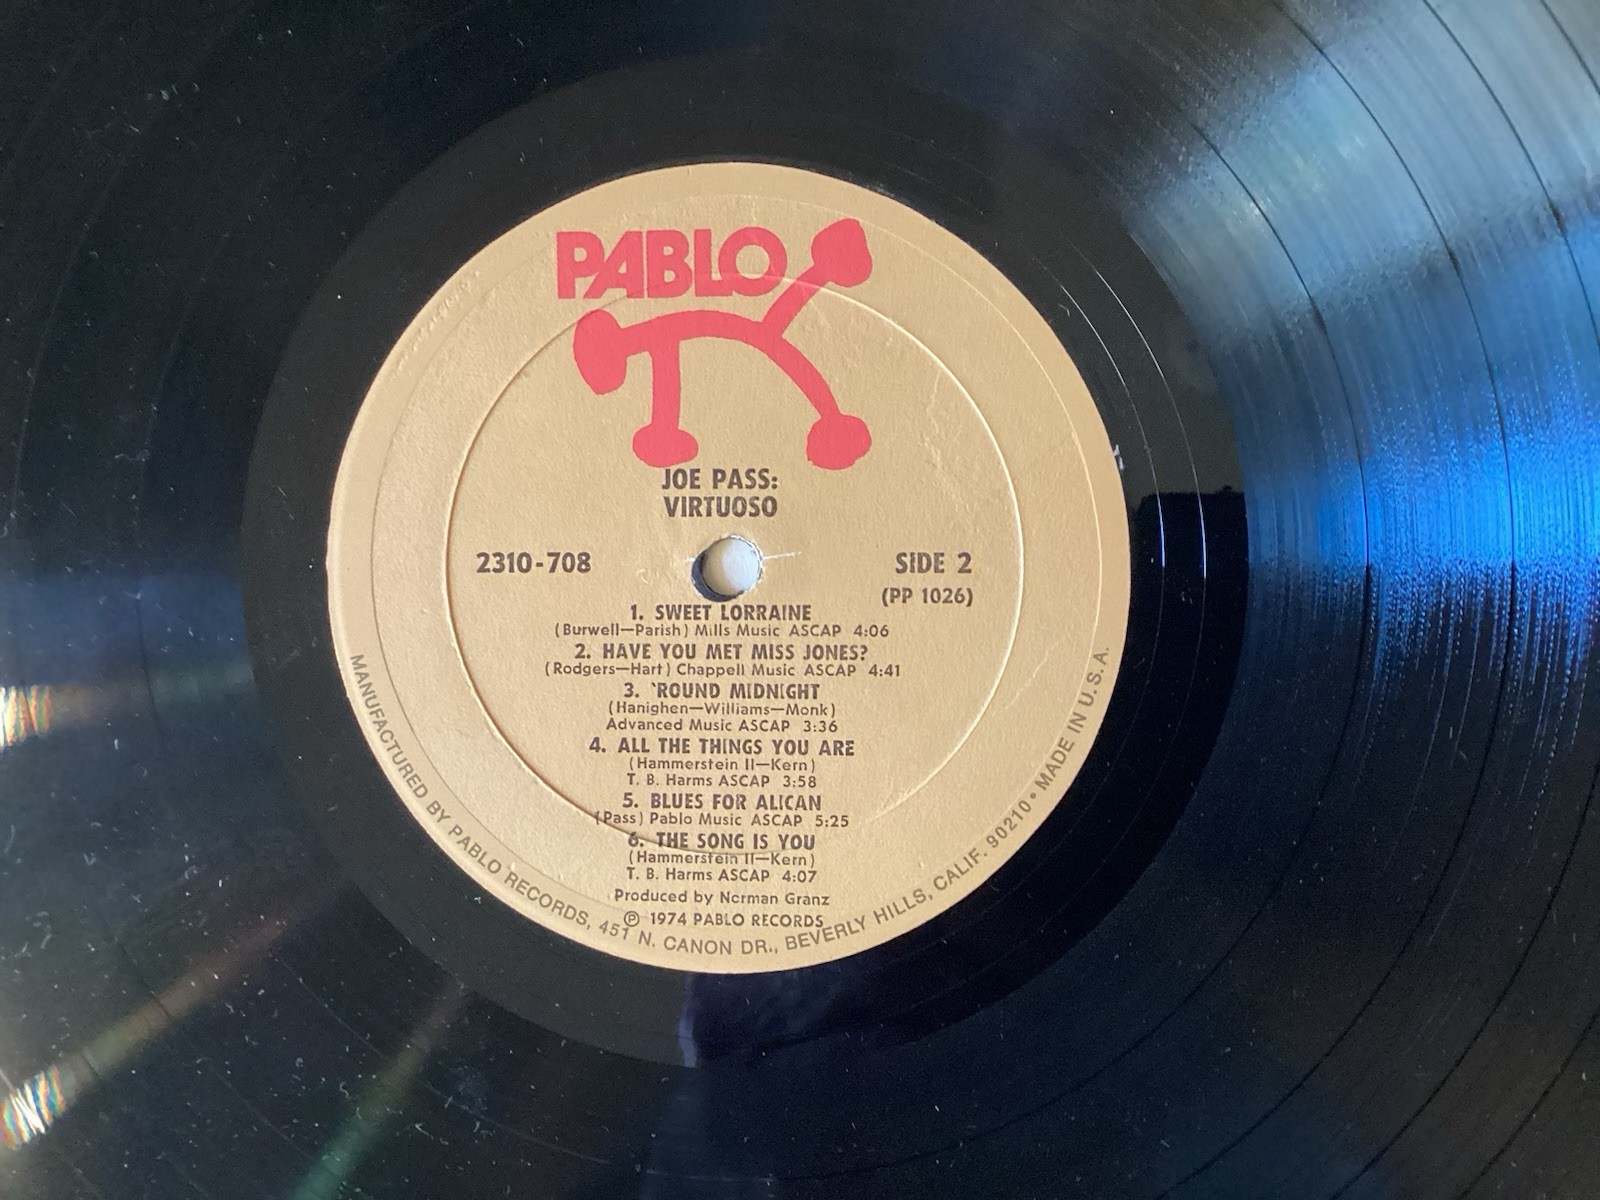 PABLO
JOE PASS:
VIRTUOSO
2310-708
SIDE 2
(PP 1026)
1. SWEET LORRAINE
(Burwell—Parish) Mills Music ASCAP 4:06
2. HAVE YOU MET MISS JONES?
(Rodgers—Hart) Chappell Music ASCAP 4:41
3. 'ROUND MIDNIGHT
(Hanighen—Williams—Monk)
Advanced Music ASCAP 3:36
4. ALL THE THINGS YOU ARE
(Hammerstein II—Kern)
T. B. Harms ASCAP 3:58
5. BLUES FOR ALICAN
(Pass) Pablo Music ASCAP 5:25
6. THE SONG IS YOU
(Hammerstein II—Kern)
T. B. Harms ASCAP 4:07
Produced by Norman Granz
℗ 1974 PABLO RECORDS
MANUFACTURED BY PABLO RECORDS, 451 N. CANON DR., BEVERLY HILLS, CALIF. 90210 • MADE IN U.S.A.